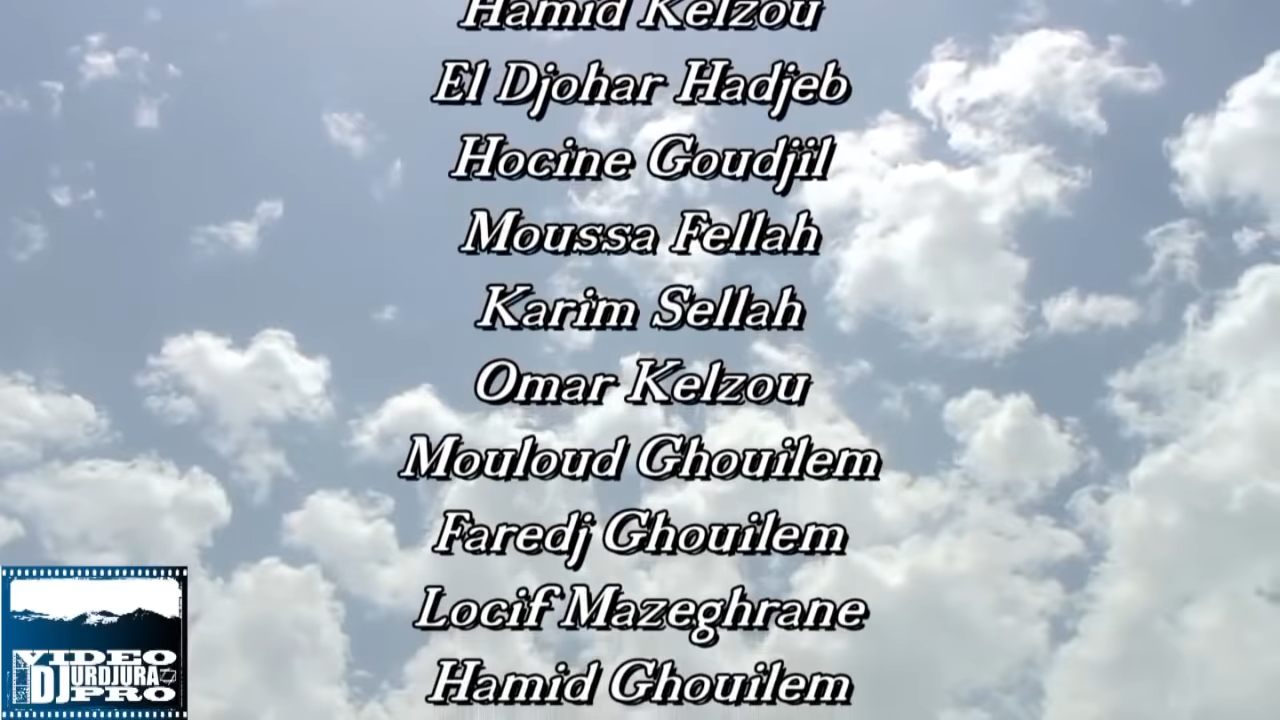 Hamid Kelzou
El Djohar Hadjeb
Hocine Goudjil
Moussa Fellah
Karim Sellah
Omar Kelzou
Mouloud Ghouilem
Faredj Ghouilem
Locif Mazeghrane
Hamid Ghouilem
VIDEO
DJURDJURA
PRO